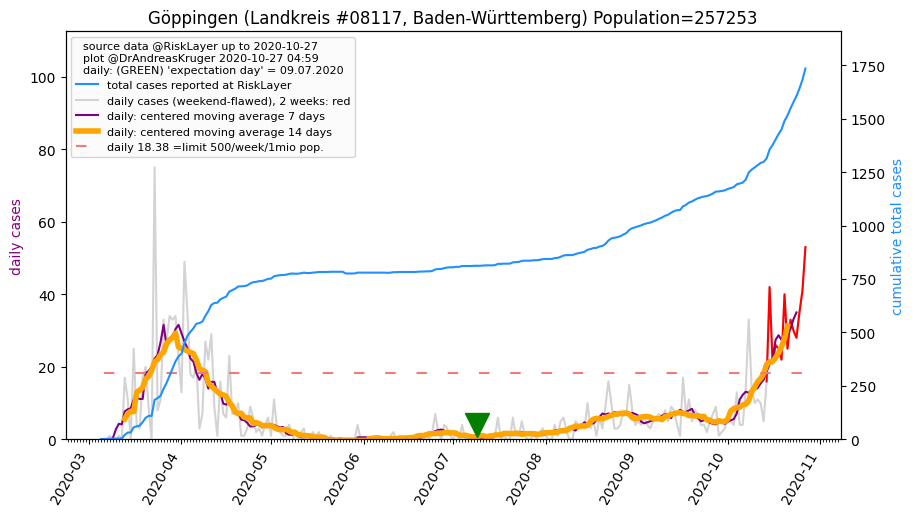 Göppingen (Landkreis #08117, Baden-Württemberg) Population=257253
source data @RiskLayer up to 2020-10-27
plot @DrAndreasKruger 2020-10-27 04:59
daily: (GREEN) 'expectation day' = 09.07.2020
total cases reported at RiskLayer
daily cases (weekend-flawed), 2 weeks: red
daily: centered moving average 7 days
daily: centered moving average 14 days
daily 18.38 =limit 500/week/1mio pop.
daily cases
100
80
60
40
20
0
cumulative total cases
1750
1500
1250
1000
750
500
250
0
2020-03
2020-04
2020-05
2020-06
2020-07
2020-08
2020-09
2020-10
2020-11